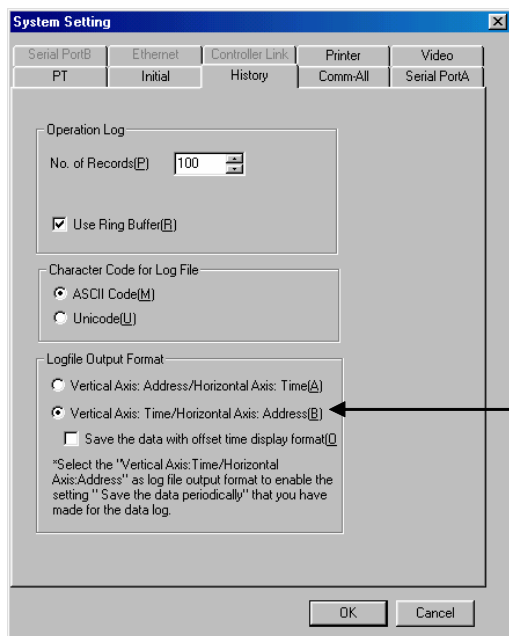 System Setting
Serial PortB Ethernet Controller Link Printer Video
PT Initial History Comm-All Serial PortA
Operation Log
No. of Records(P) 100
Use Ring Buffer(R)
Character Code for Log File
ASCII Code(M)
Unicode(U)
Logfile Output Format
Vertical Axis: Address/Horizontal Axis: Time(A)
Vertical Axis: Time/Horizontal Axis: Address(B)
Save the data with offset time display format(O
*Select the "Vertical Axis:Time/Horizontal
Axis:Address" as log file output format to enable the
setting " Save the data periodically" that you have
made for the data log.
OK Cancel